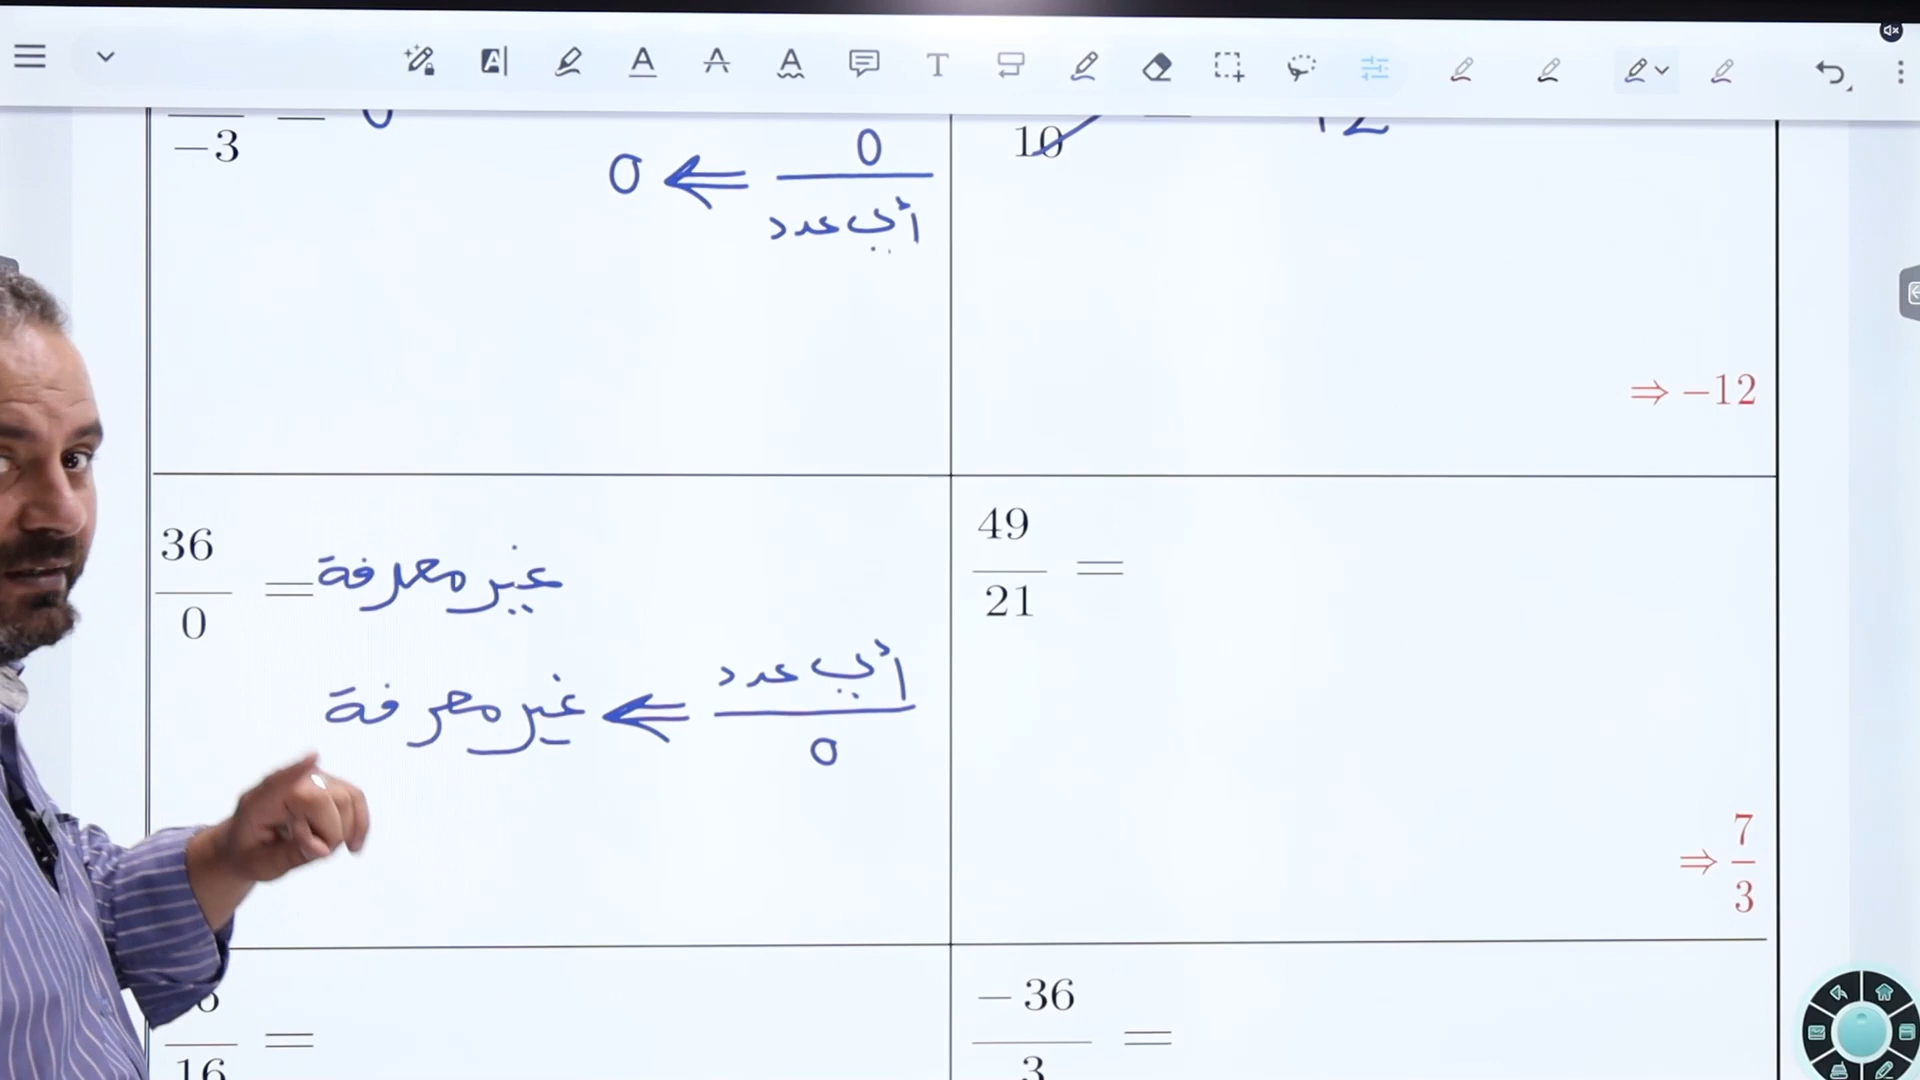 -3 = 0
0 ⇐ 0 / أي عدد
10 =
⇒ -12
36 / 0 = غير معرفة
أي عدد / 0 ⇒ غير معرفة
49 / 21 =
⇒ 7 / 3
16 =
-36 / 3 =